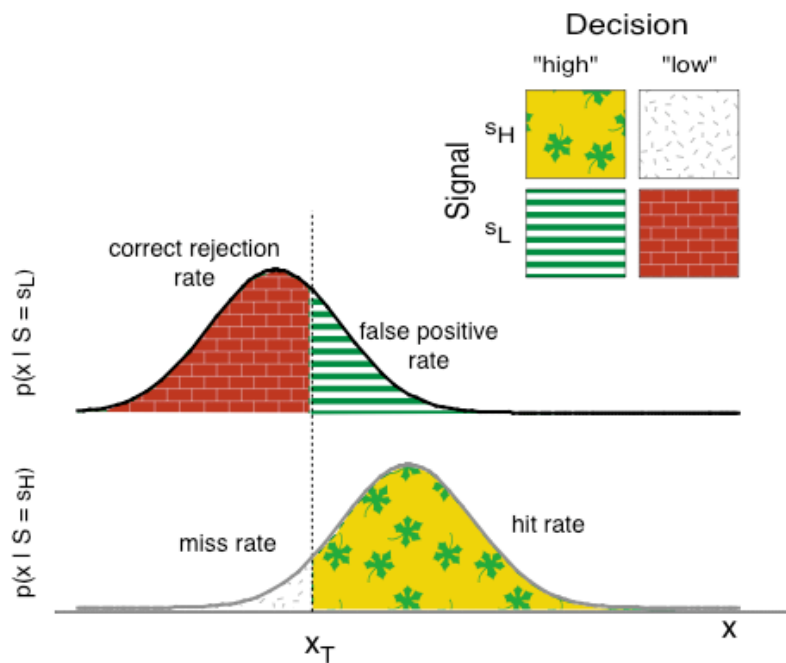 Decision
"high" "low"
Signal
sH
sL
correct rejection
rate
false positive
rate
p(x I S = sL)
miss rate
hit rate
p(x I S = sH)
xT
x